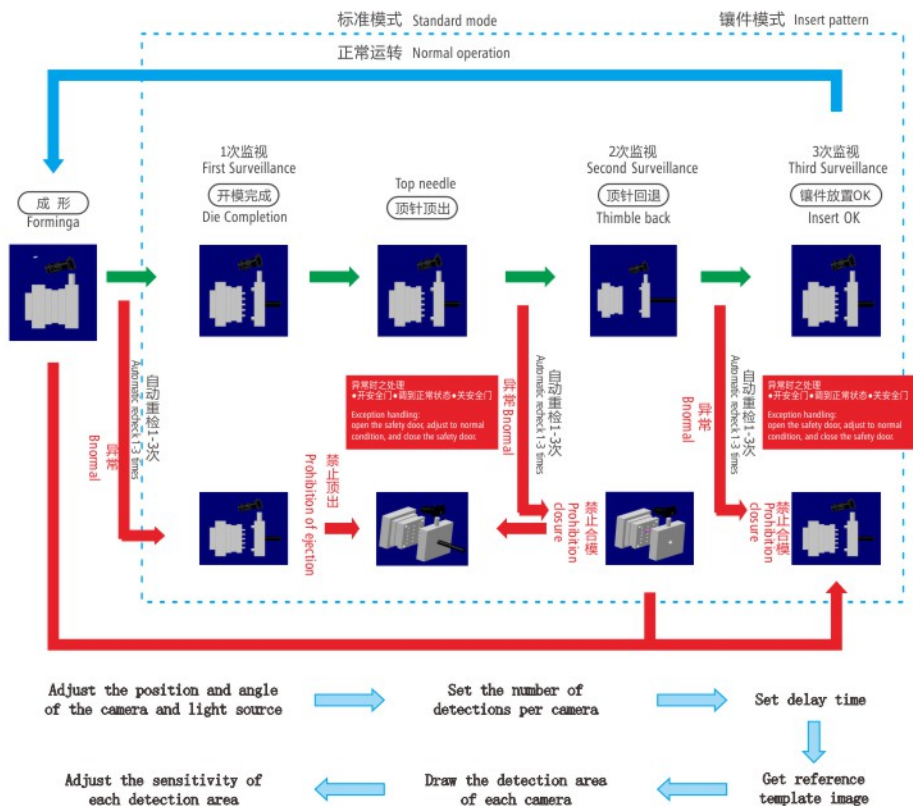 标准模式 Standard mode
镶件模式 Insert pattern
正常运转 Normal operation
1次监视
First Surveillance
开模完成
Die Completion
Top needle
顶针顶出
2次监视
Second Surveillance
顶针回退
Thimble back
3次监视
Third Surveillance
镶件放置OK
Insert OK
成 形
Forminga
自动重检1-3次
Automatic recheck 1-3 times
异常
Bnormal
异常时之处理
★开安全门★调到正常状态★关安全门
Exception handling:
open the safety door, adjust to normal
condition, and close the safety door.
异常 Bnormal
自动重检1-3次
Automatic recheck 1-3 times
异常
Bnormal
自动重检1-3次
Automatic recheck 1-3 times
异常时之处理
★开安全门★调到正常状态★关安全门
Exception handling:
open the safety door, adjust to normal
condition, and close the safety door.
禁止顶出
Prohibition of ejection
禁止合模
Prohibition
closure
禁止合模
Prohibition
closure
Adjust the position and angle
of the camera and light source
Set the number of
detections per camera
Set delay time
Get reference
template image
Draw the detection area
of each camera
Adjust the sensitivity of
each detection area